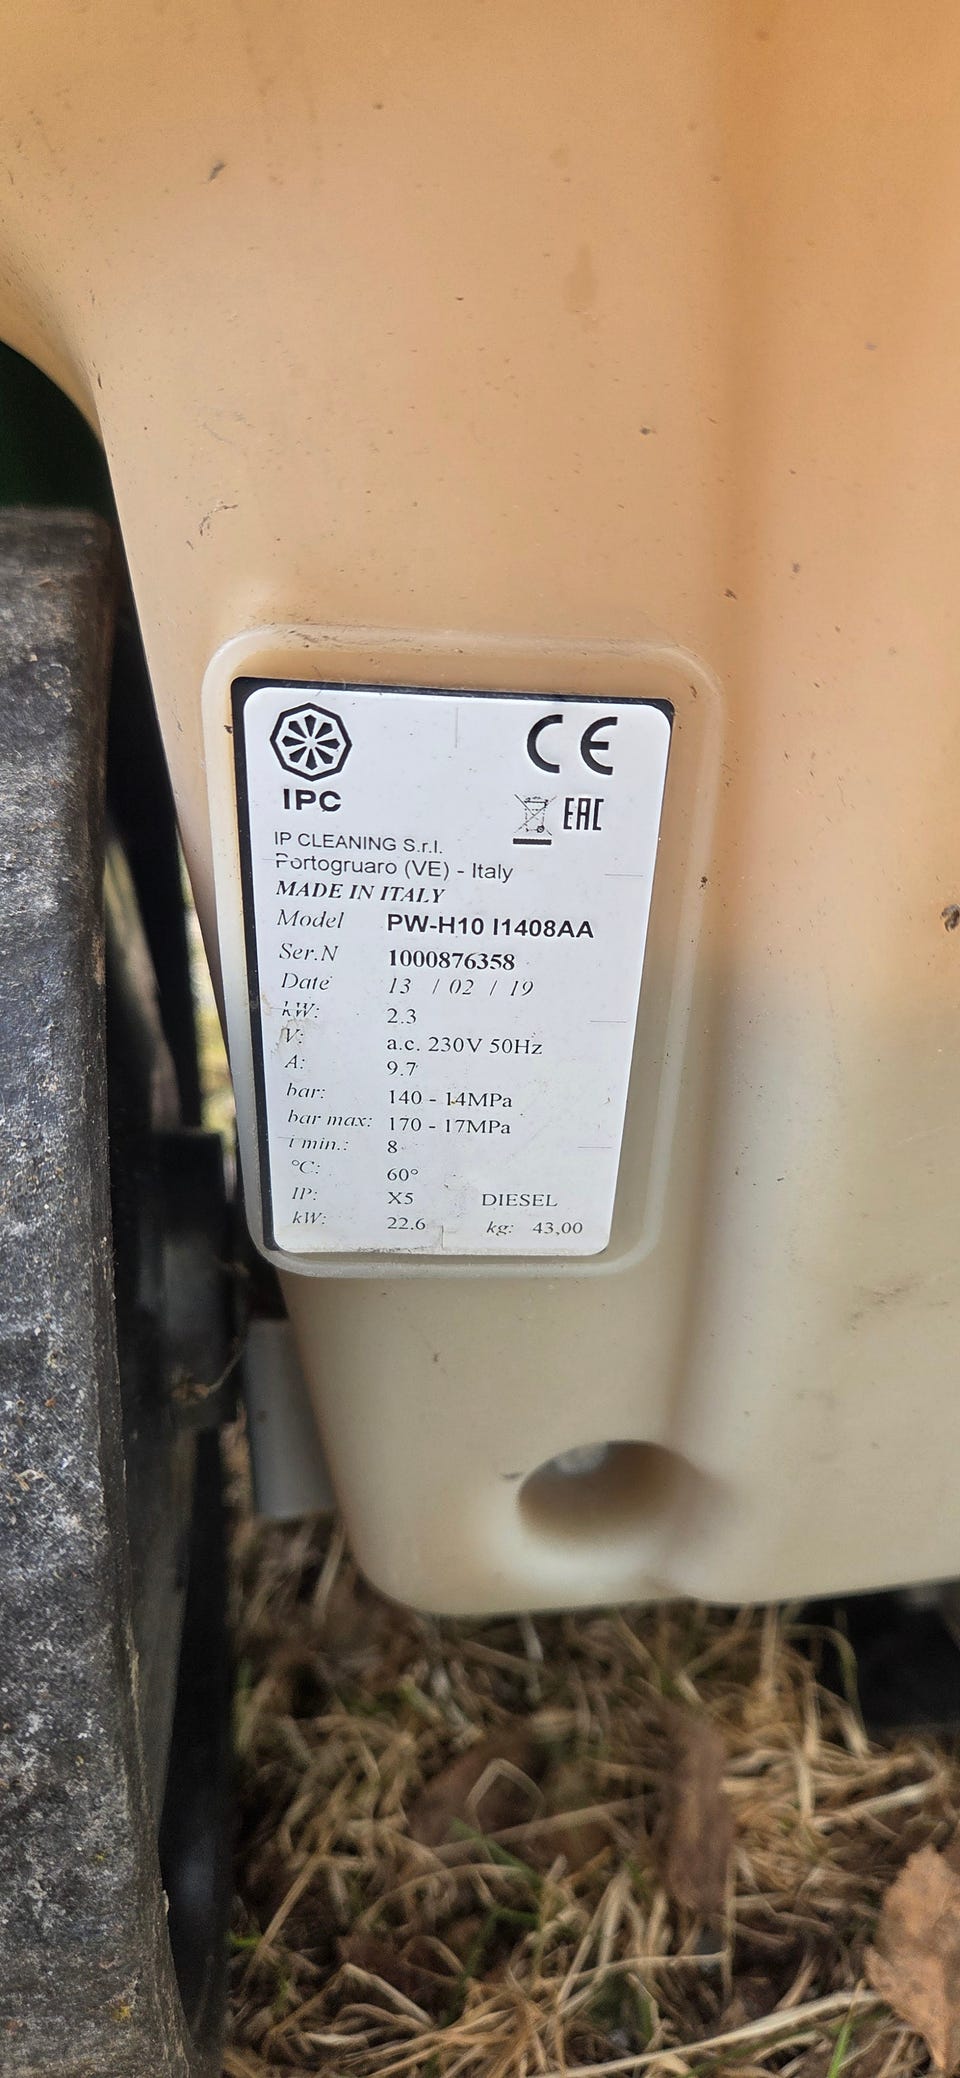 IPC
CE
EAC
IP CLEANING S.r.l.
Portogruaro (VE) - Italy
MADE IN ITALY
Model PW-H10 I1408AA
Ser.N 1000876358
Date 13 / 02 / 19
kW: 2.3
V: a.c. 230V 50Hz
A: 9.7
bar: 140 - 14MPa
bar max: 170 - 17MPa
l min.: 8
°C: 60°
IP: X5 DIESEL
kW: 22.6 kg: 43,00